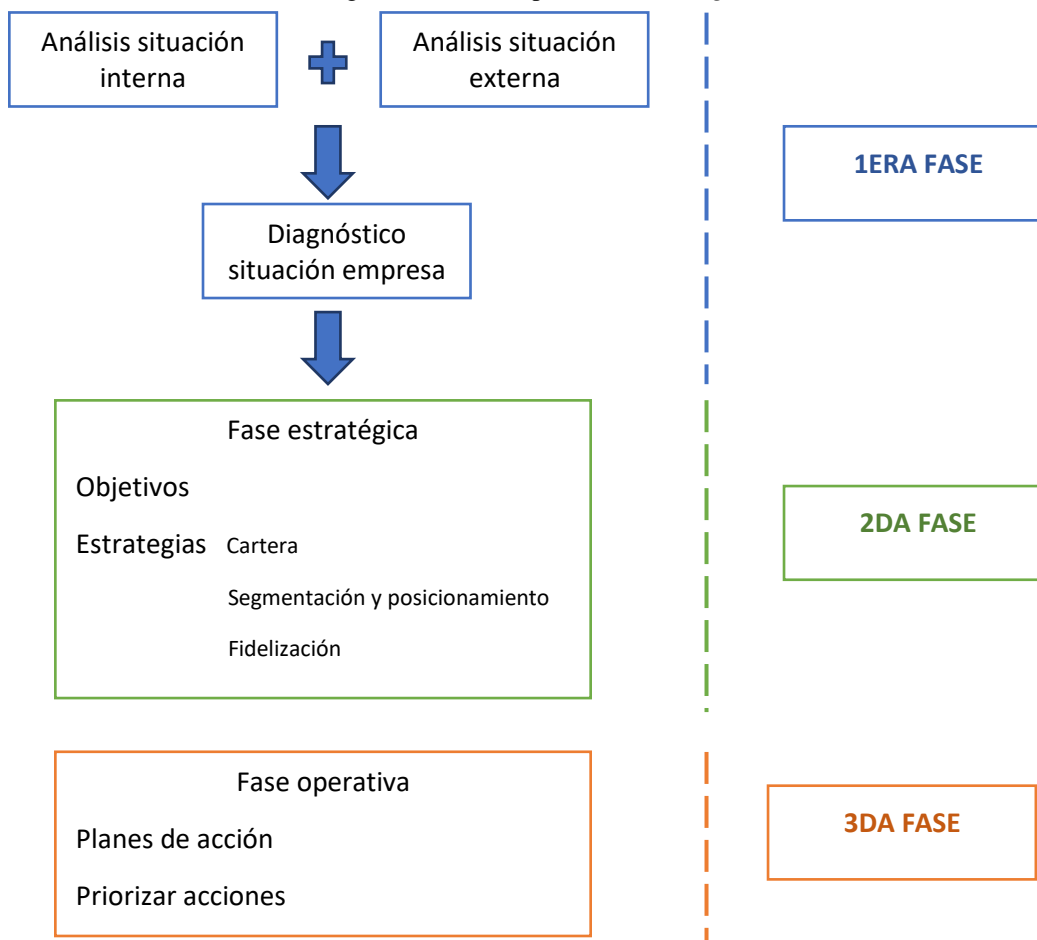 Análisis situación
interna
Análisis situación
externa
1ERA FASE
Diagnóstico
situación empresa
Fase estratégica
Objetivos
Estrategias Cartera
Segmentación y posicionamiento
Fidelización
2DA FASE
Fase operativa
Planes de acción
Priorizar acciones
3DA FASE